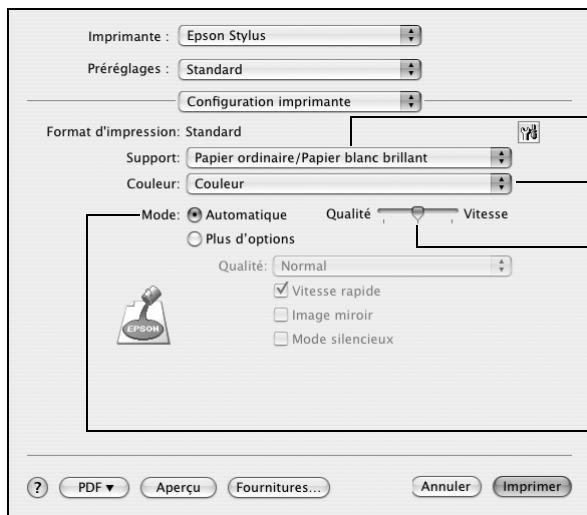 Imprimante : Epson Stylus
Préréglages : Standard
Configuration imprimante
Format d'impression: Standard
Support: Papier ordinaire/Papier blanc brillant
Couleur: Couleur
Mode: Automatique Qualité Vitesse
Plus d'options
Qualité: Normal
Vitesse rapide
Image miroir
Mode silencieux
EPSON
? PDF ▼ Aperçu Fournitures... Annuler Imprimer